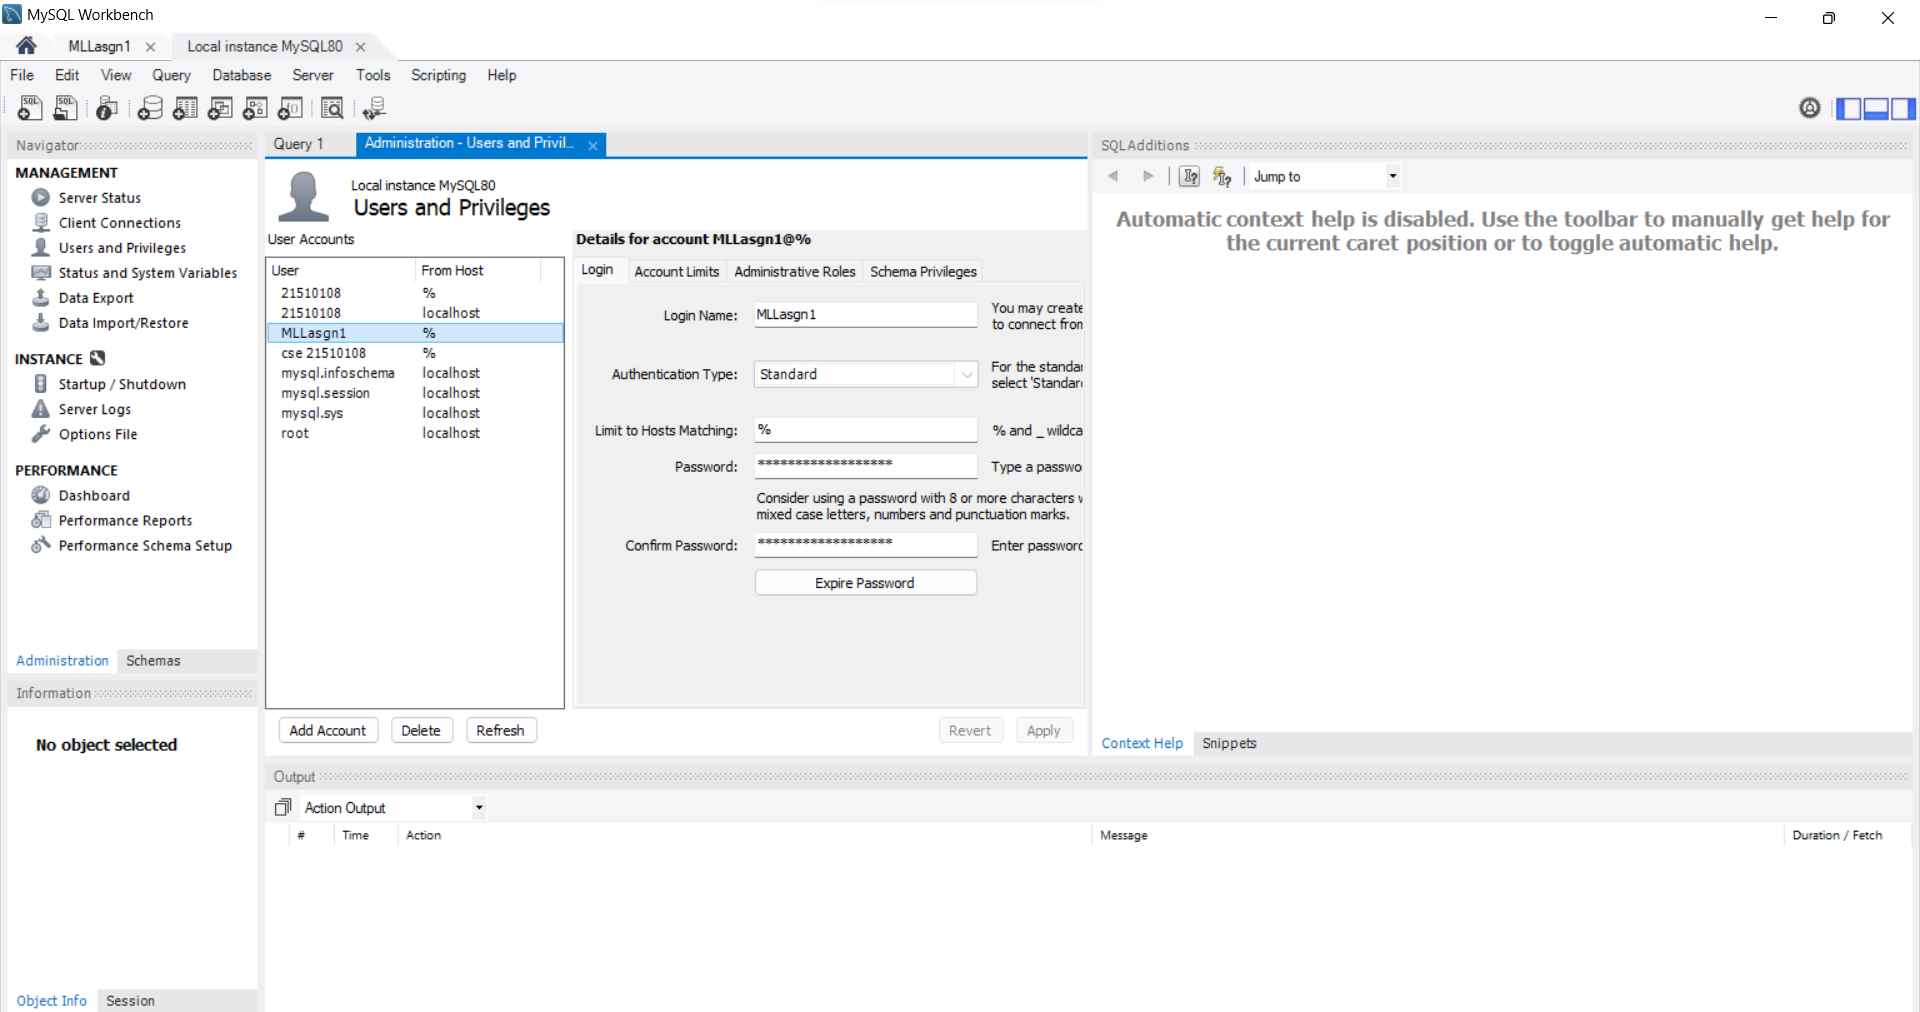 MySQL Workbench
MLLasgn1
Local instance MySQL80
File Edit View Query Database Server Tools Scripting Help
Navigator
MANAGEMENT
Server Status
Client Connections
Users and Privileges
Status and System Variables
Data Export
Data Import/Restore
INSTANCE
Startup / Shutdown
Server Logs
Options File
PERFORMANCE
Dashboard
Performance Reports
Performance Schema Setup
Administration Schemas
Information
No object selected
Object Info Session
Query 1 Administration - Users and Privil...
Local instance MySQL80
Users and Privileges
User Accounts
User From Host
21510108 %
21510108 localhost
MLLasgn1 %
cse 21510108 %
mysql.infoschema localhost
mysql.session localhost
mysql.sys localhost
root localhost
Add Account Delete Refresh
Details for account MLLasgn1@%
Login Account Limits Administrative Roles Schema Privileges
Login Name: MLLasgn1 You may create
to connect from
Authentication Type: Standard For the standar
select 'Standard
Limit to Hosts Matching: % % and _ wildca
Password: ****************** Type a passwo
Consider using a password with 8 or more characters w
mixed case letters, numbers and punctuation marks.
Confirm Password: ****************** Enter password
Expire Password
Revert Apply
SQLAdditions
Jump to
Automatic context help is disabled. Use the toolbar to manually get help for
the current caret position or to toggle automatic help.
Context Help Snippets
Output
Action Output
# Time Action Message Duration / Fetch